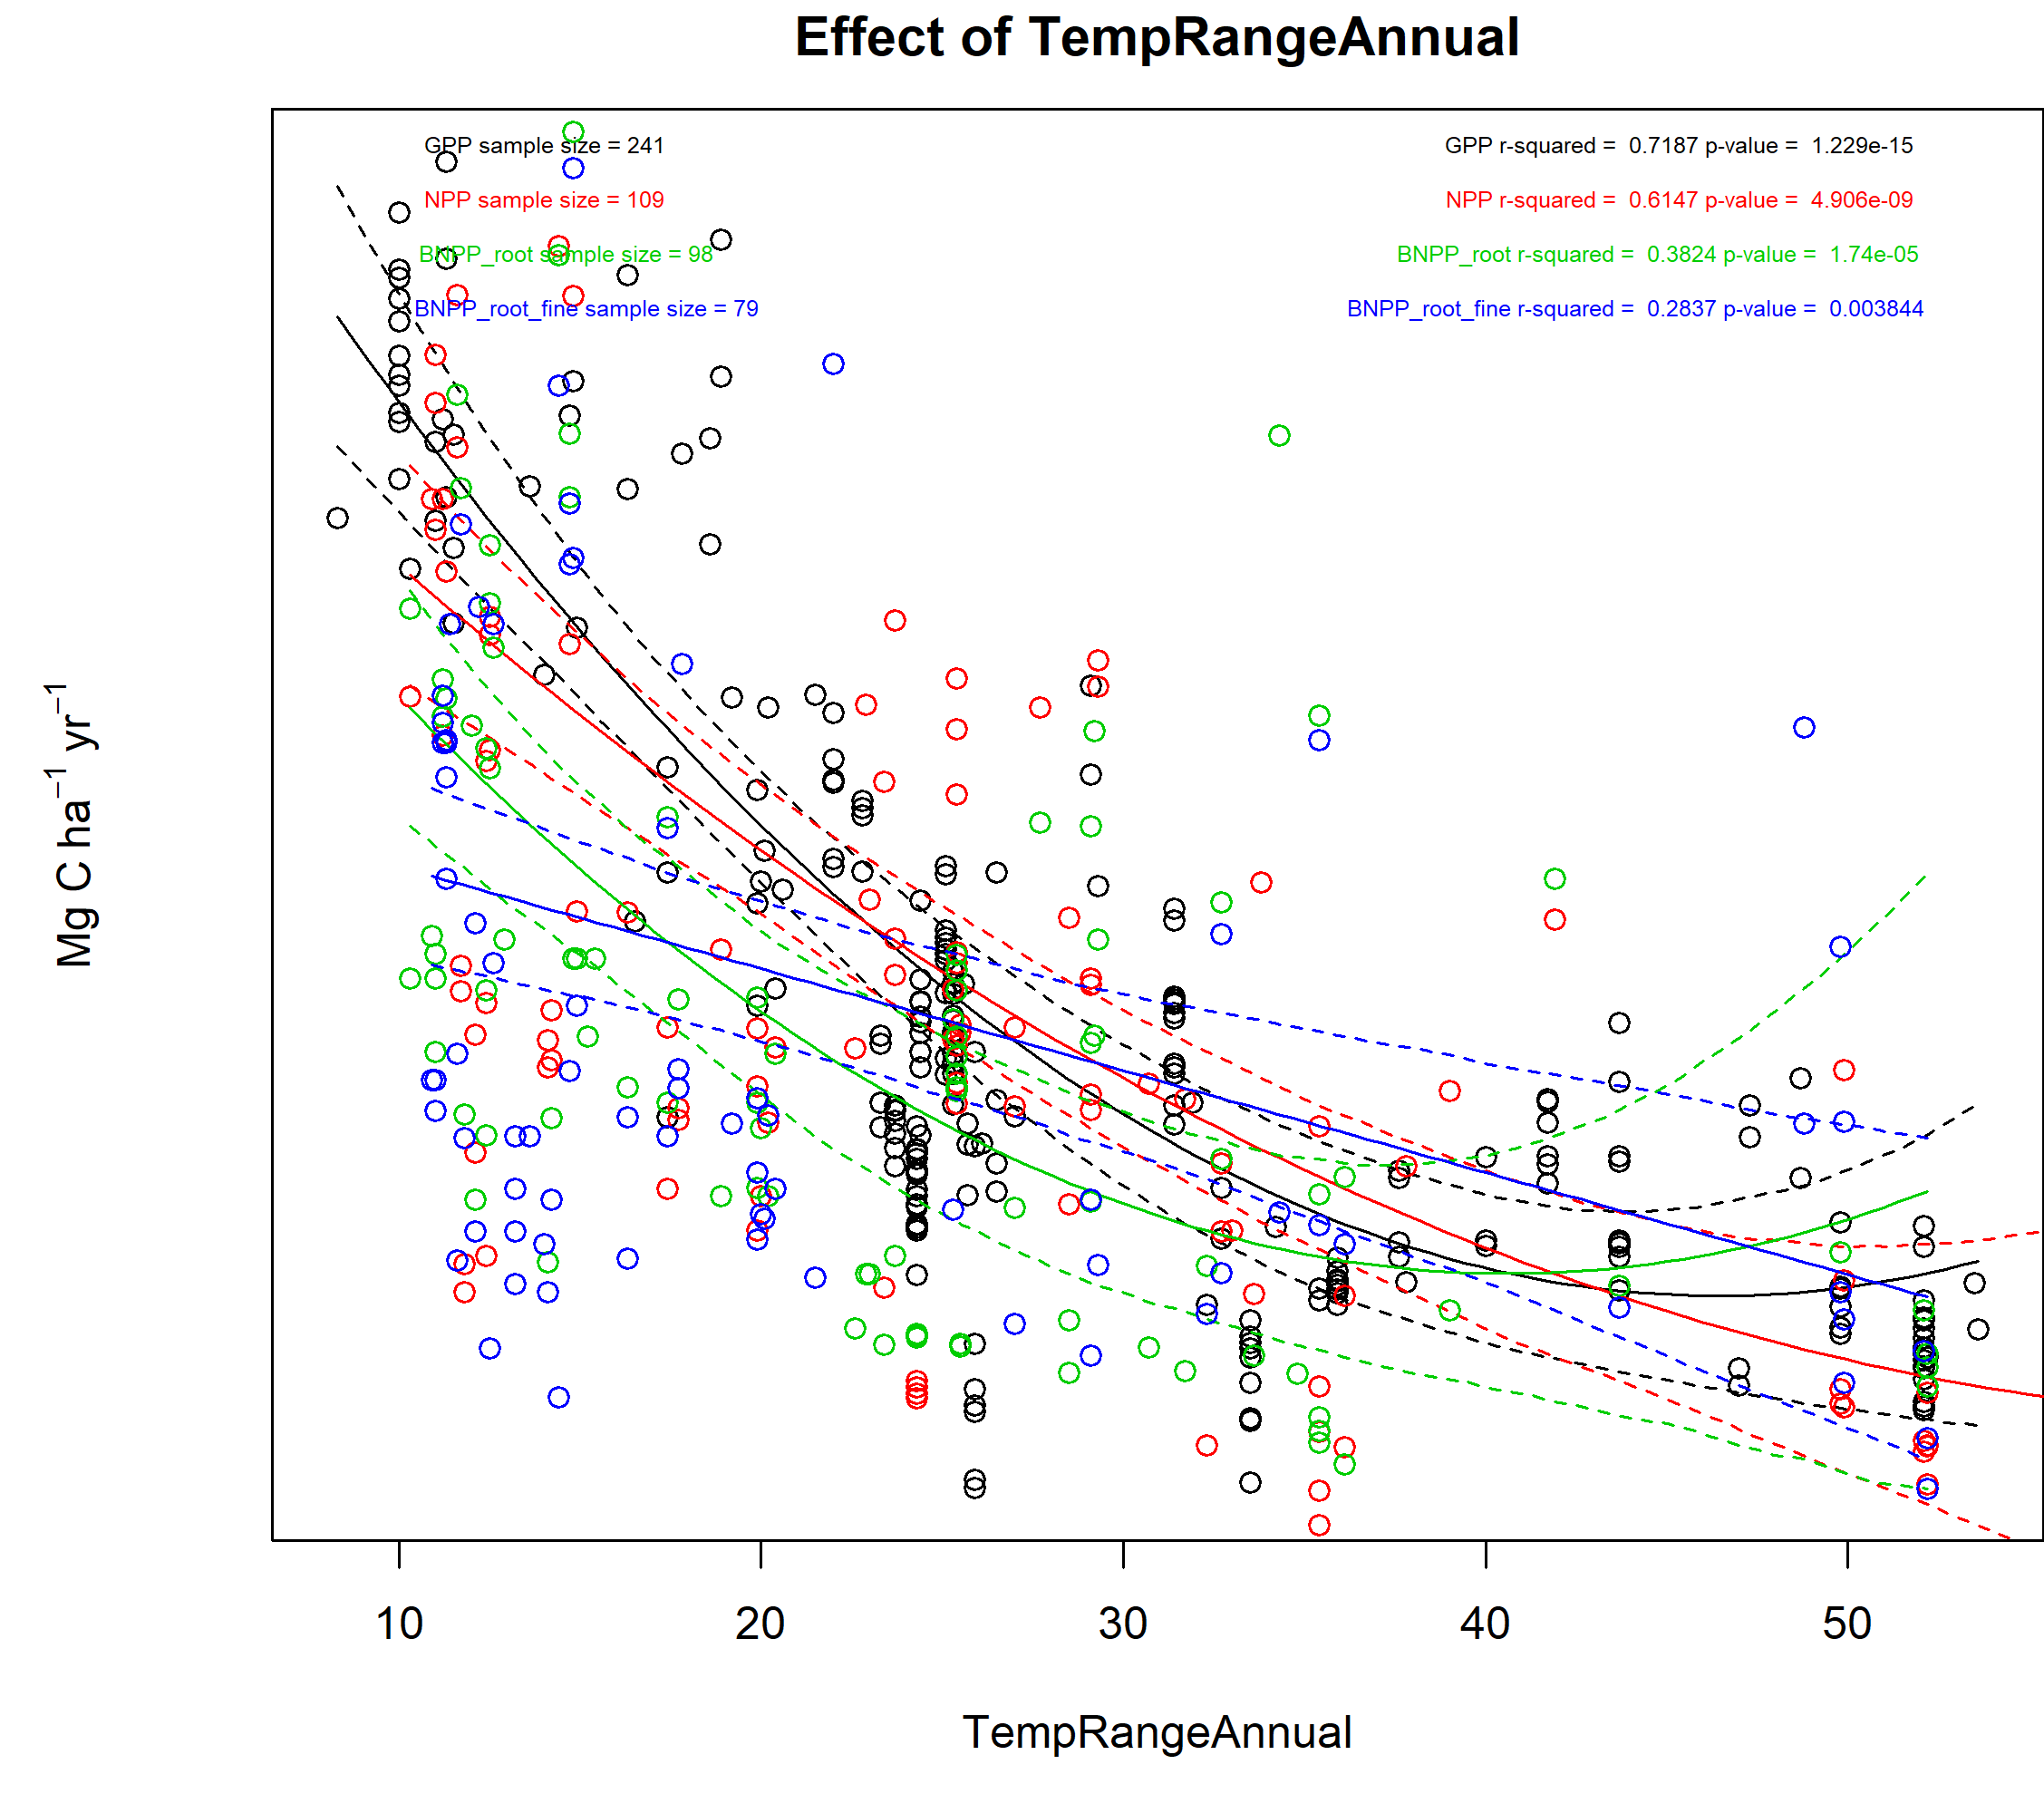 Effect of TempRangeAnnual
GPP sample size = 241
GPP r-squared = 0.7187 p-value = 1.229e-15
NPP sample size = 109
NPP r-squared = 0.6147 p-value = 4.906e-09
BNPP_root sample size = 98
BNPP_root r-squared = 0.3824 p-value = 1.74e-05
BNPP_root_fine sample size = 79
BNPP_root_fine r-squared = 0.2837 p-value = 0.003844
Mg C ha⁻¹ yr⁻¹
10 20 30 40 50
TempRangeAnnual